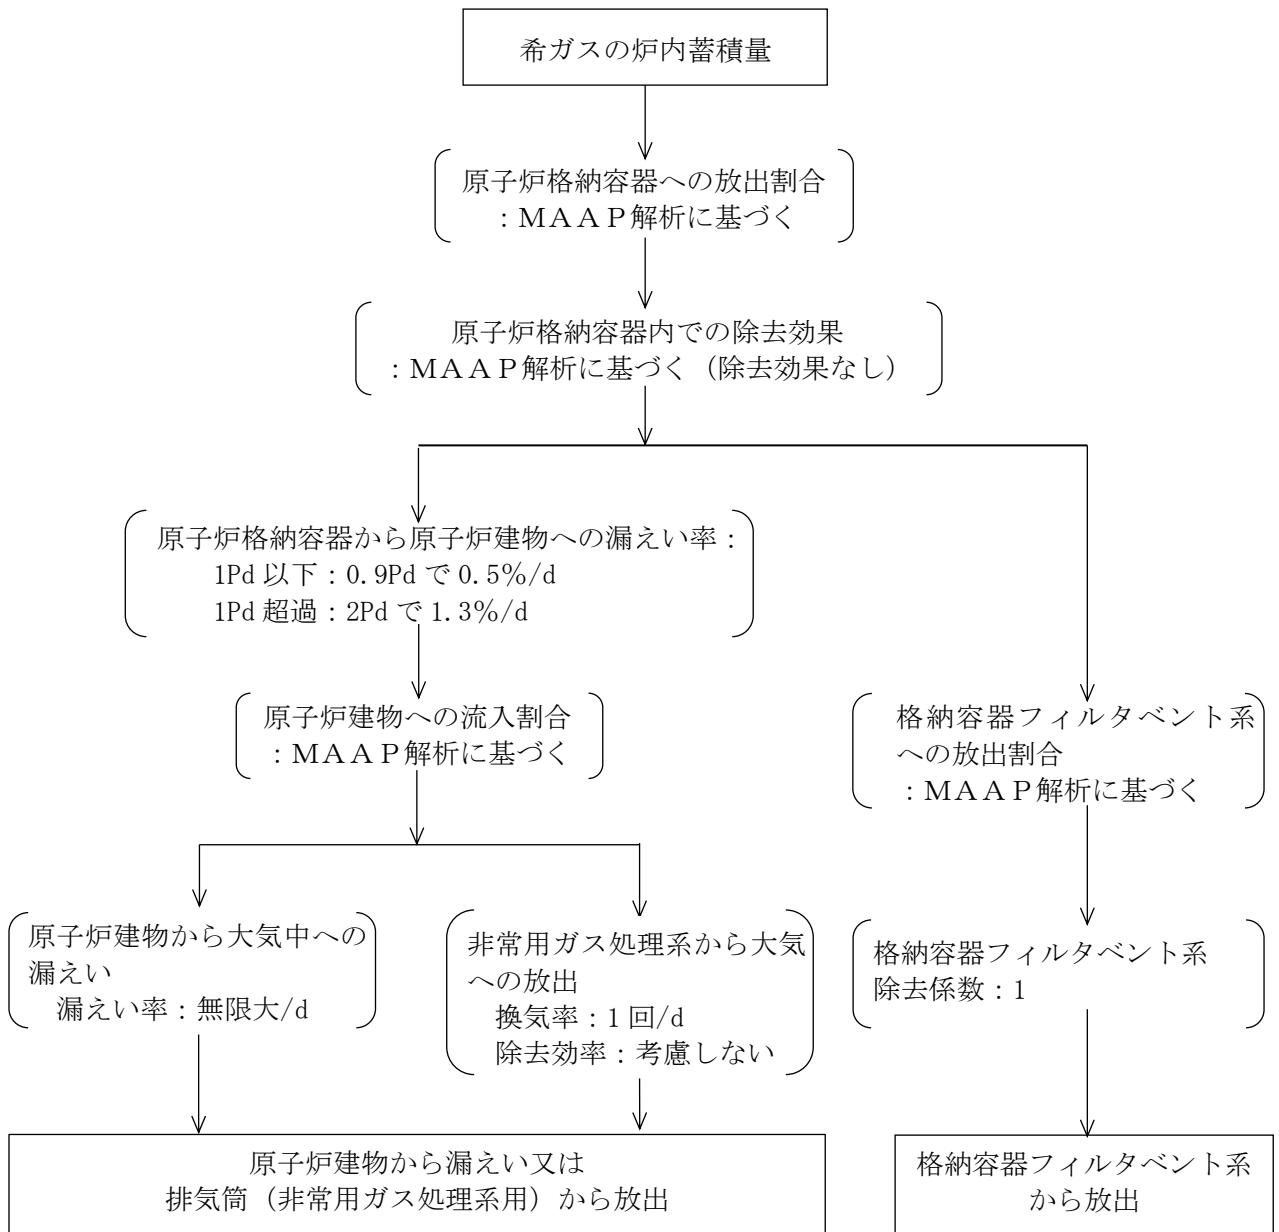 希ガスの炉内蓄積量
原子炉格納容器への放出割合
：ＭＡＡＰ解析に基づく
原子炉格納容器内での除去効果
：ＭＡＡＰ解析に基づく（除去効果なし）
原子炉格納容器から原子炉建物への漏えい率：
1Pd 以下：0.9Pd で 0.5%/d
1Pd 超過：2Pd で 1.3%/d
原子炉建物への流入割合
：ＭＡＡＰ解析に基づく
格納容器フィルタベント系
への放出割合
：ＭＡＡＰ解析に基づく
原子炉建物から大気中への
漏えい
漏えい率：無限大/d
非常用ガス処理系から大気
への放出
換気率：1 回/d
除去効率：考慮しない
格納容器フィルタベント系
除去係数：1
原子炉建物から漏えい又は
排気筒（非常用ガス処理系用）から放出
格納容器フィルタベント系
から放出